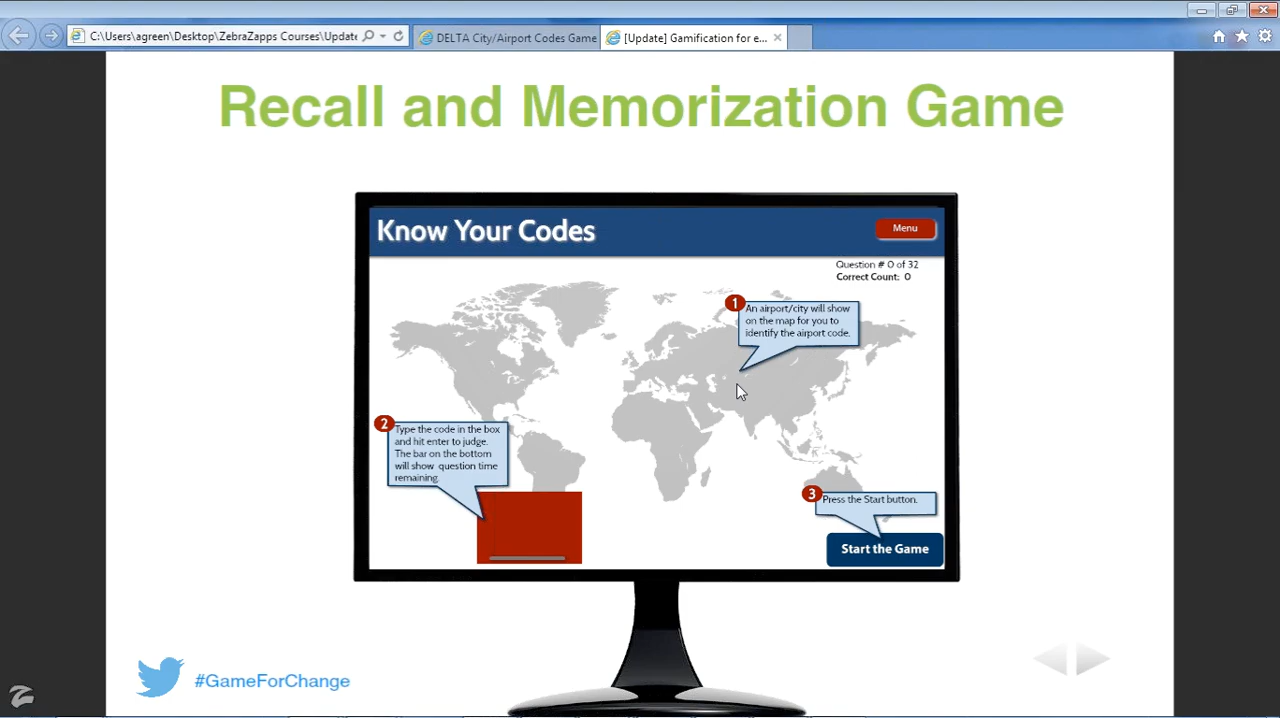 C:\Users\agreen\Desktop\ZebraZapps Courses\Update
DELTA City/Airport Codes Game
[Update] Gamification for e...
Recall and Memorization Game
Know Your Codes
Menu
Question # 0 of 32
Correct Count: 0
1
An airport/city will show
on the map for you to
identify the airport code.
2
Type the code in the box
and hit enter to judge.
The bar on the bottom
will show question time
remaining.
3
Press the Start button.
Start the Game
#GameForChange